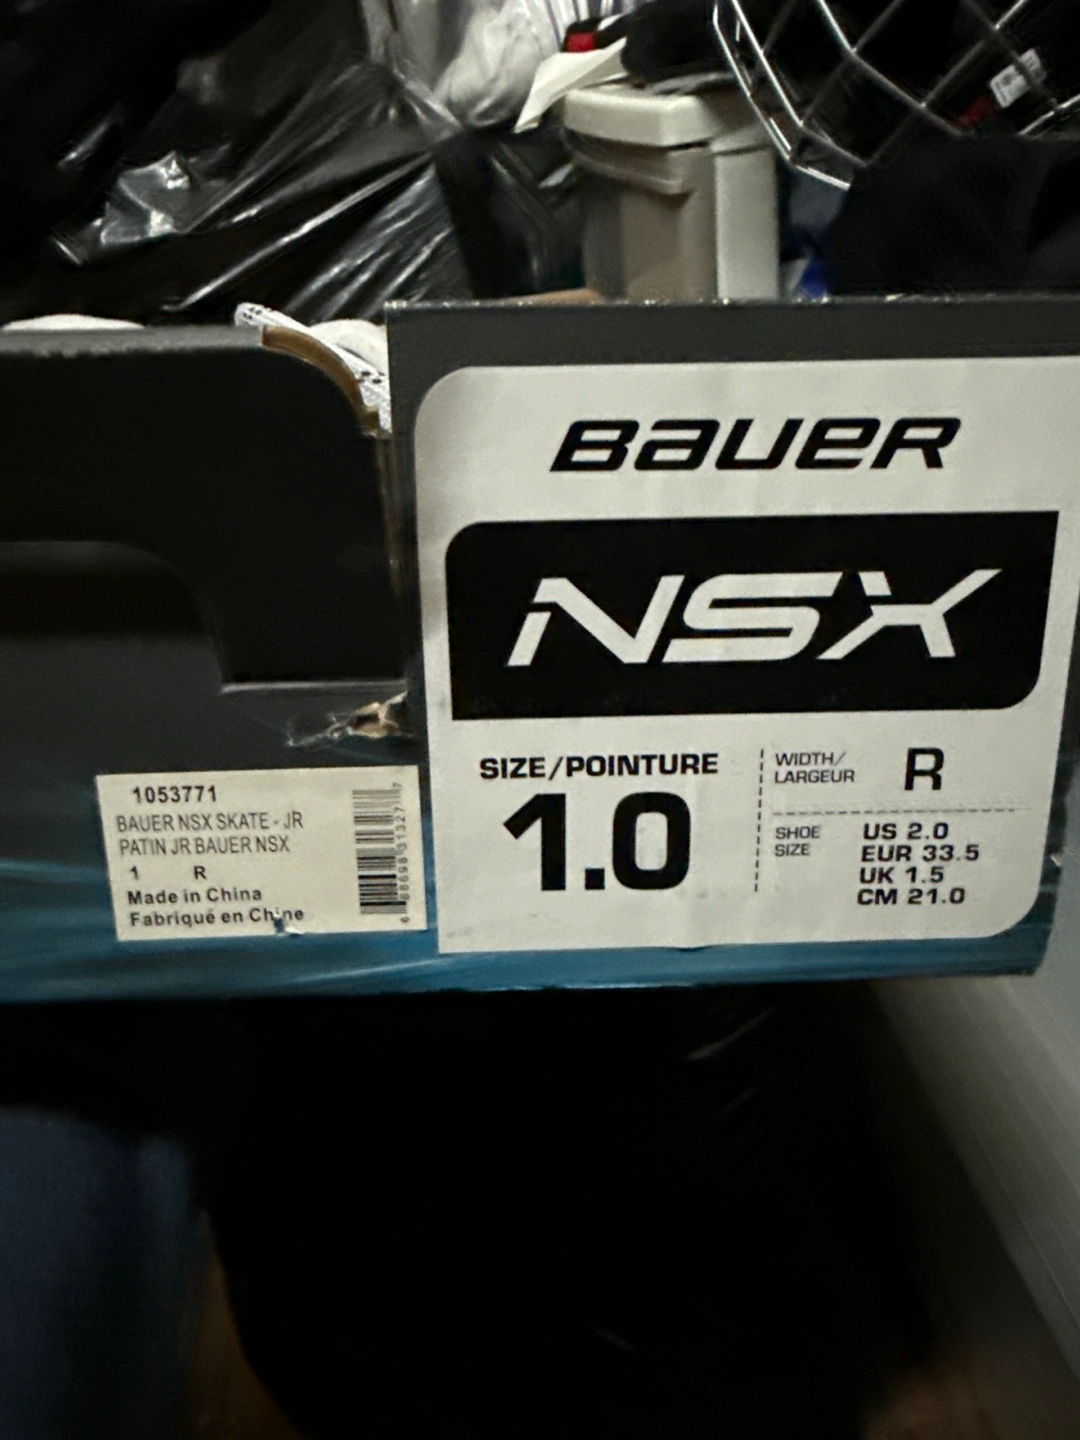 BAUER
NSX
SIZE/POINTURE
1.0
WIDTH/
LARGEUR
R
SHOE
SIZE
US 2.0
EUR 33.5
UK 1.5
CM 21.0
1053771
BAUER NSX SKATE - JR
PATIN JR BAUER NSX
1 R
Made in China
Fabriqué en Chine